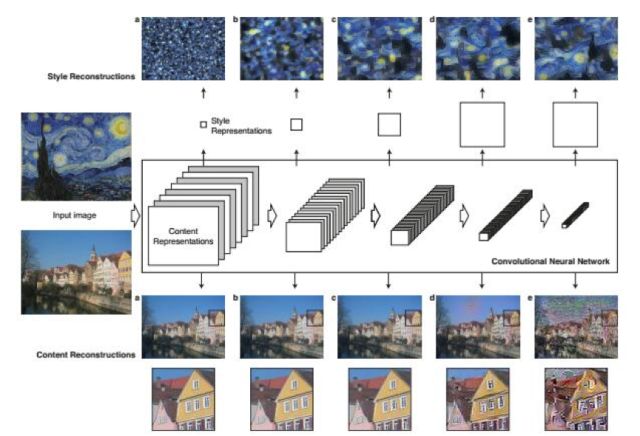 a b c d e
Style Reconstructions
Style
Representations
Input image
Content
Representations
Convolutional Neural Network
a b c d e
Content Reconstructions